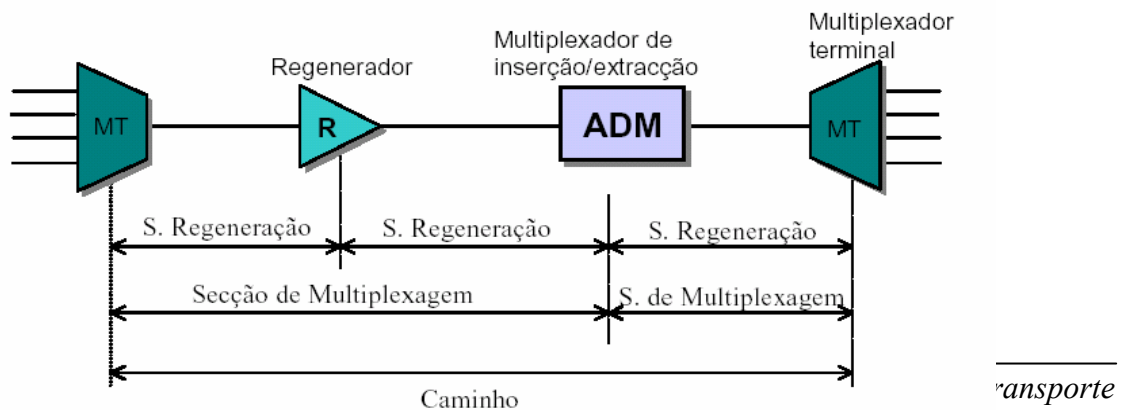 Multiplexador
terminal
Multiplexador de
inserção/extracção
Regenerador
MT
R
ADM
MT
S. Regeneração
S. Regeneração
S. Regeneração
Secção de Multiplexagem
S. de Multiplexagem
Caminho
ransporte